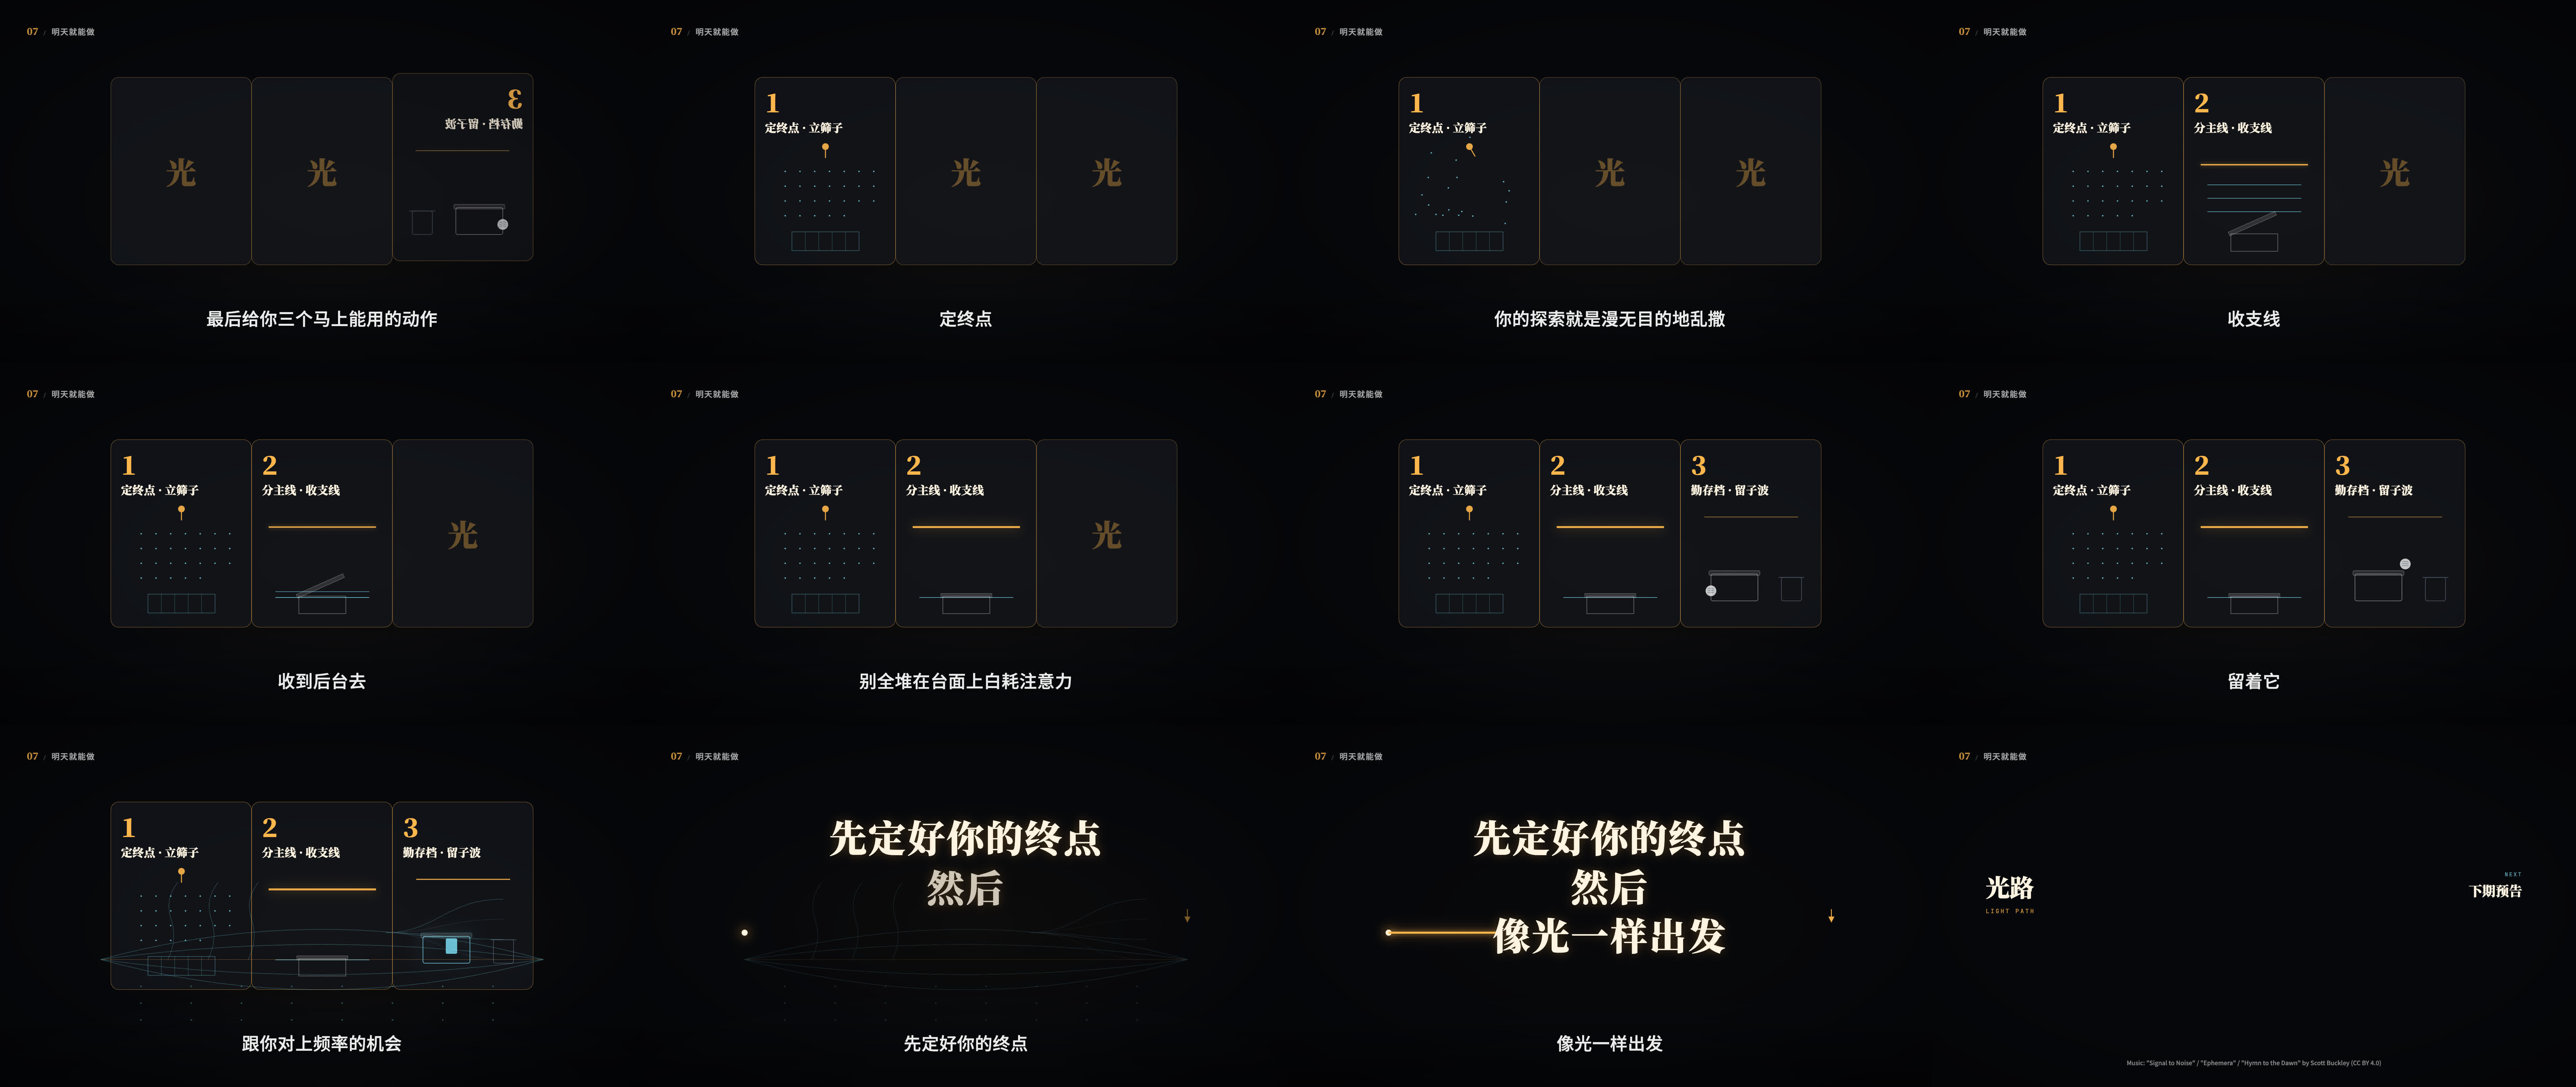 07 / 明天就能做
光
光
3
勤存档·留子波
最后给你三个马上能用的动作
07 / 明天就能做
1
定终点·立筛子
光
光
定终点
07 / 明天就能做
1
定终点·立筛子
光
光
你的探索就是漫无目的地乱撒
07 / 明天就能做
1
定终点·立筛子
2
分主线·收支线
光
收支线
07 / 明天就能做
1
定终点·立筛子
2
分主线·收支线
光
收到后台去
07 / 明天就能做
1
定终点·立筛子
2
分主线·收支线
光
别全堆在台面上白耗注意力
07 / 明天就能做
1
定终点·立筛子
2
分主线·收支线
3
勤存档·留子波
07 / 明天就能做
1
定终点·立筛子
2
分主线·收支线
3
勤存档·留子波
留着它
07 / 明天就能做
1
定终点·立筛子
2
分主线·收支线
3
勤存档·留子波
跟你对上频率的机会
07 / 明天就能做
先定好你的终点
然后
先定好你的终点
07 / 明天就能做
先定好你的终点
然后
像光一样出发
像光一样出发
07 / 明天就能做
光路
LIGHT PATH
NEXT
下期预告
Music: "Signal to Noise" / "Ephemera" / "Hymn to the Dawn" by Scott Buckley (CC BY 4.0)